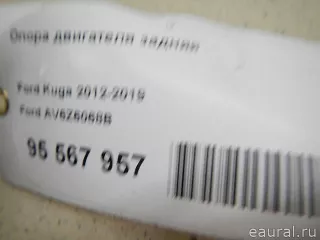 Опора двигателя задняя
Ford Kuga 2012-2019
Ford AV6Z6068B
95 567 957
eaural.ru